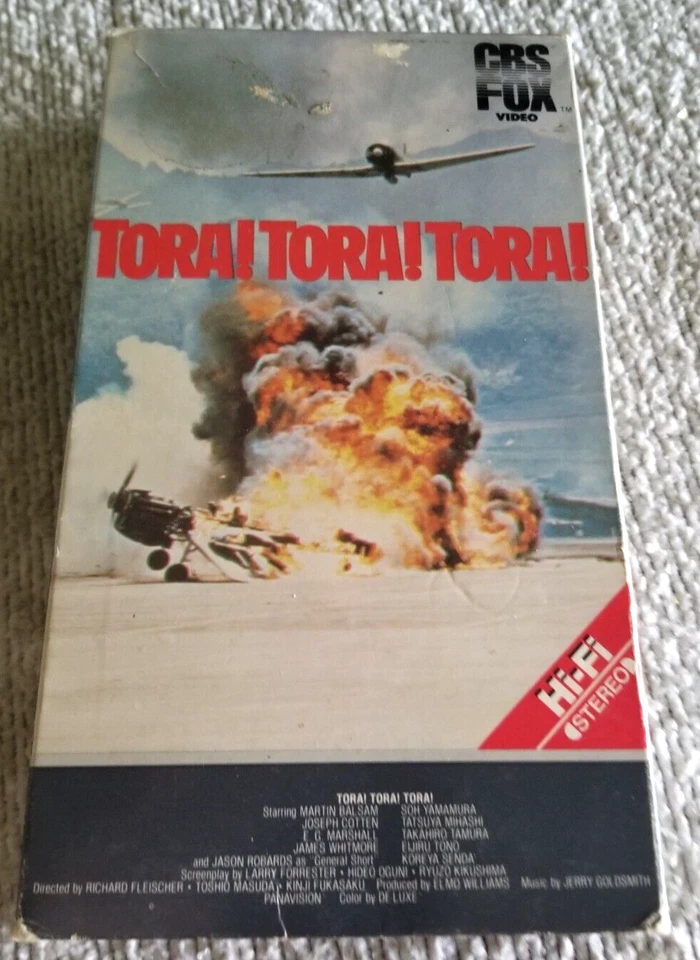 CBS
FOX
™
VIDEO
TORA! TORA! TORA!
Hi-Fi
STEREO
TORA! TORA! TORA!
Starring MARTIN BALSAM SOH YAMAMURA
JOSEPH COTTEN TATSUYA MIHASHI
E. G. MARSHALL TAKAHIRO TAMURA
JAMES WHITMORE EIJIRU TONO
and JASON ROBARDS as "General Short" KOREYA SENDA
Screenplay by LARRY FORRESTER • HIDEO OGUNI • RYUZO KIKUSHIMA
Directed by RICHARD FLEISCHER • TOSHIO MASUDA • KINJI FUKASAKU Produced by ELMO WILLIAMS Music by JERRY GOLDSMITH
PANAVISION Color by DE LUXE